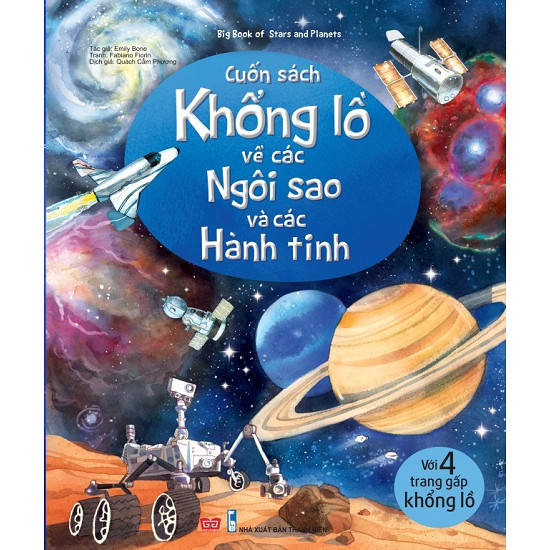 Big Book of Stars and Planets
Tác giả: Emily Bone
Tranh: Fabiano Fiorin
Dịch giả: Quách Cẩm Phương
Cuốn sách
Khổng lồ
về các
Ngôi sao
và các
Hành tinh
Với 4
trang gấp
khổng lồ
NHÀ XUẤT BẢN THANH NIÊN